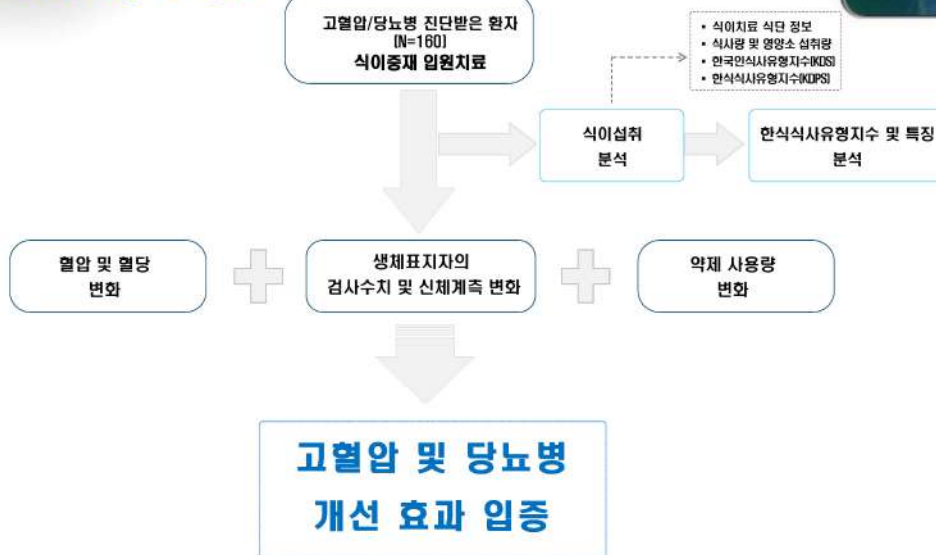 고혈압/당뇨병 진단받은 환자
[N=160]
식이중재 입원치료
• 식이치료 식단 정보
• 식사량 및 영양소 섭취량
• 한국인식사유형지수(KDS)
• 한식식사유형지수(KDPS)
식이섭취
분석
한식식사유형지수 및 특징
분석
혈압 및 혈당
변화
생체표지자의
검사수치 및 신체계측 변화
약제 사용량
변화
고혈압 및 당뇨병
개선 효과 입증